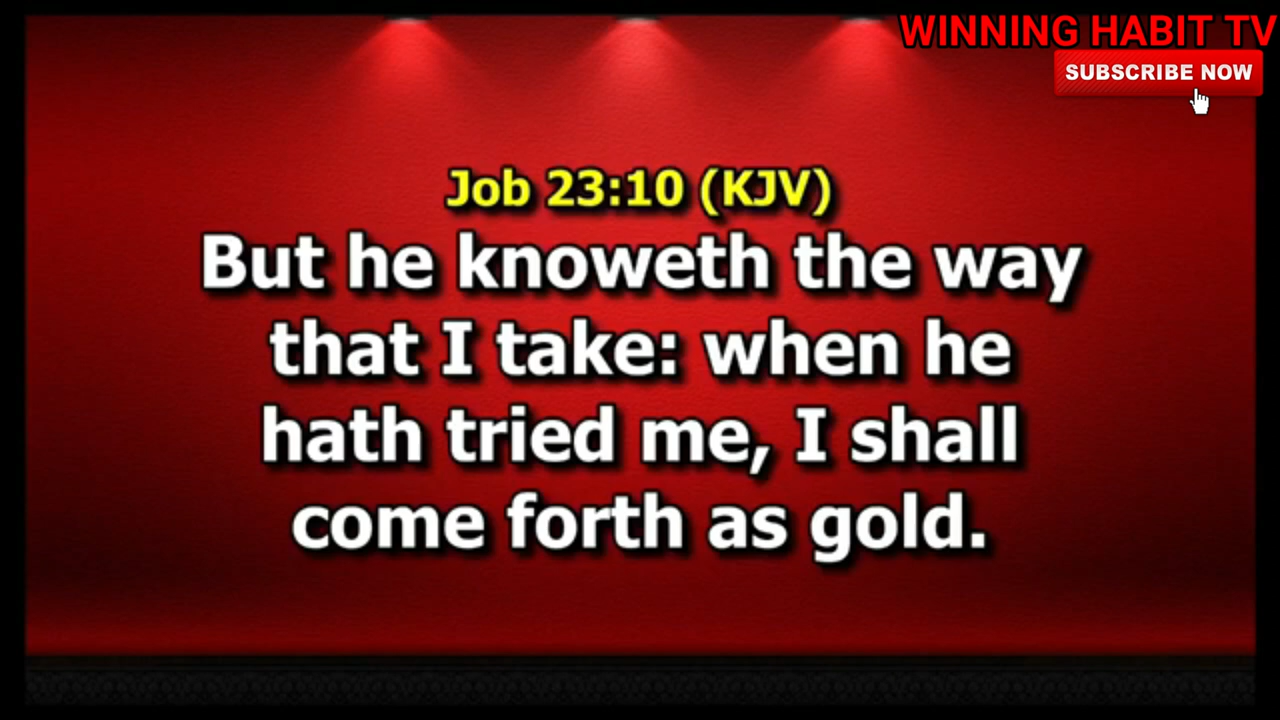 WINNING HABIT TV
SUBSCRIBE NOW
Job 23:10 (KJV)
But he knoweth the way
that I take: when he
hath tried me, I shall
come forth as gold.